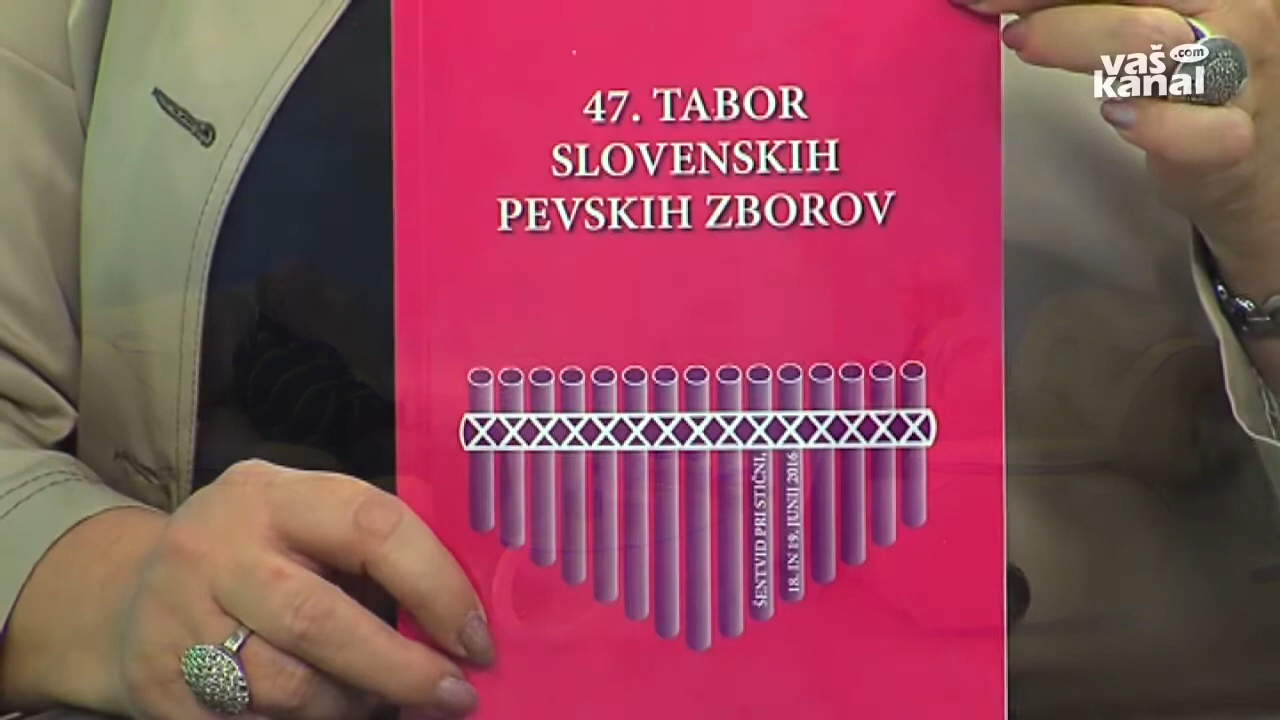 vaš .com
kanal
47. TABOR
SLOVENSKIH
PEVSKIH ZBOROV
ŠENTVID PRI STIČNI,
18. IN 19. JUNIJ 2016